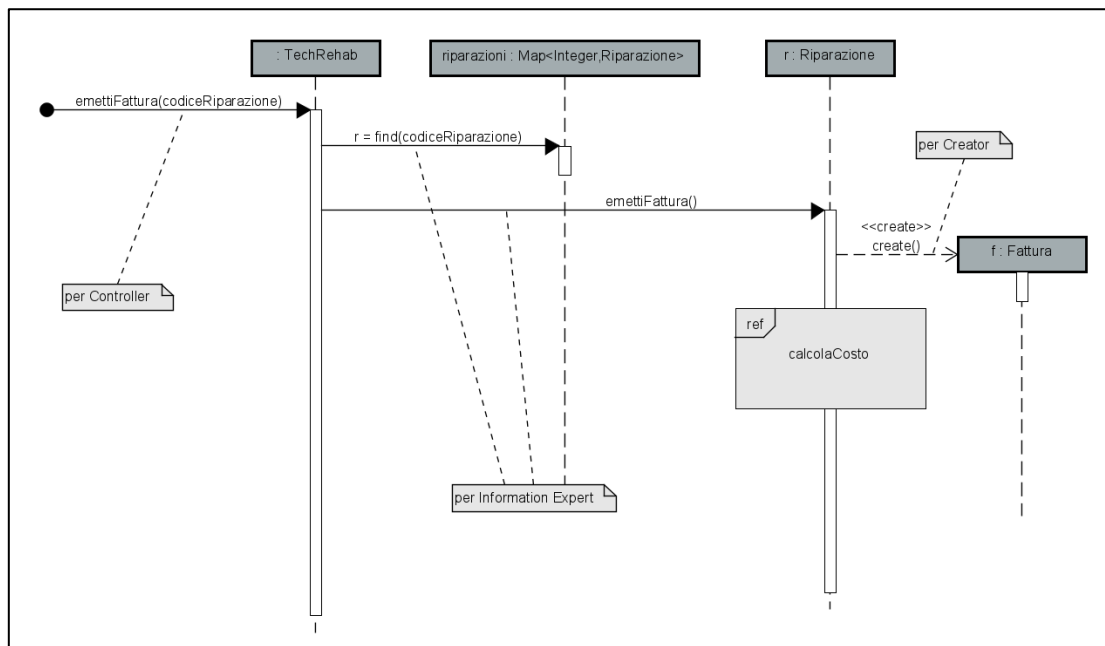 : TechRehab
riparazioni : Map<Integer,Riparazione>
r : Riparazione
emettiFattura(codiceRiparazione)
r = find(codiceRiparazione)
per Creator
emettiFattura()
<<create>>
create()
f : Fattura
per Controller
ref
calcolaCosto
per Information Expert